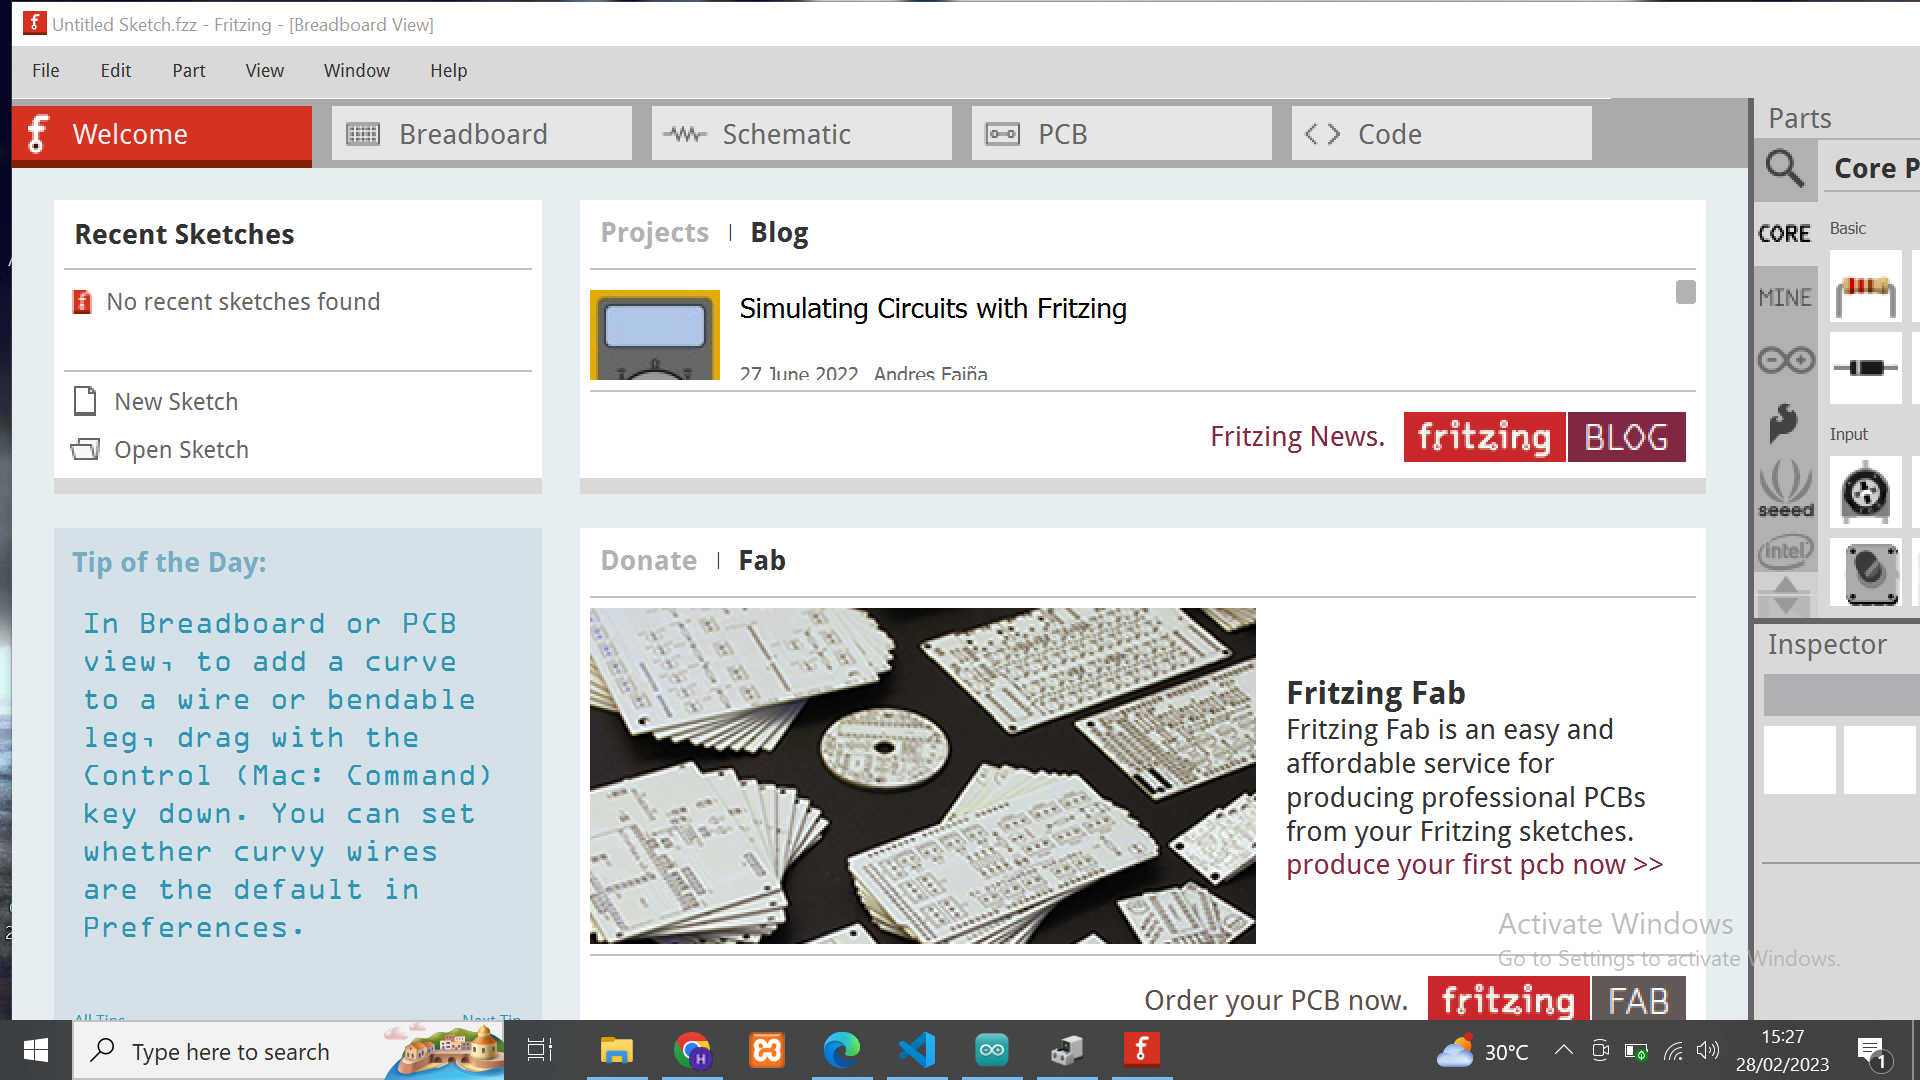 Untitled Sketch.fzz - Fritzing - [Breadboard View]
File Edit Part View Window Help
Welcome Breadboard Schematic PCB Code
Parts
Core P
CORE
MINE
seeed
intel
Basic
Input
Inspector
Recent Sketches
No recent sketches found
New Sketch
Open Sketch
Projects | Blog
Simulating Circuits with Fritzing
27 June 2022 Andres Faiña
Fritzing News. fritzing BLOG
Tip of the Day:
In Breadboard or PCB
view, to add a curve
to a wire or bendable
leg, drag with the
Control (Mac: Command)
key down. You can set
whether curvy wires
are the default in
Preferences.
All Tips Next Tip
Donate | Fab
Fritzing Fab
Fritzing Fab is an easy and
affordable service for
producing professional PCBs
from your Fritzing sketches.
produce your first pcb now >>
Order your PCB now. fritzing FAB
Activate Windows
Go to Settings to activate Windows.
Type here to search
H
30°C
15:27
28/02/2023
1